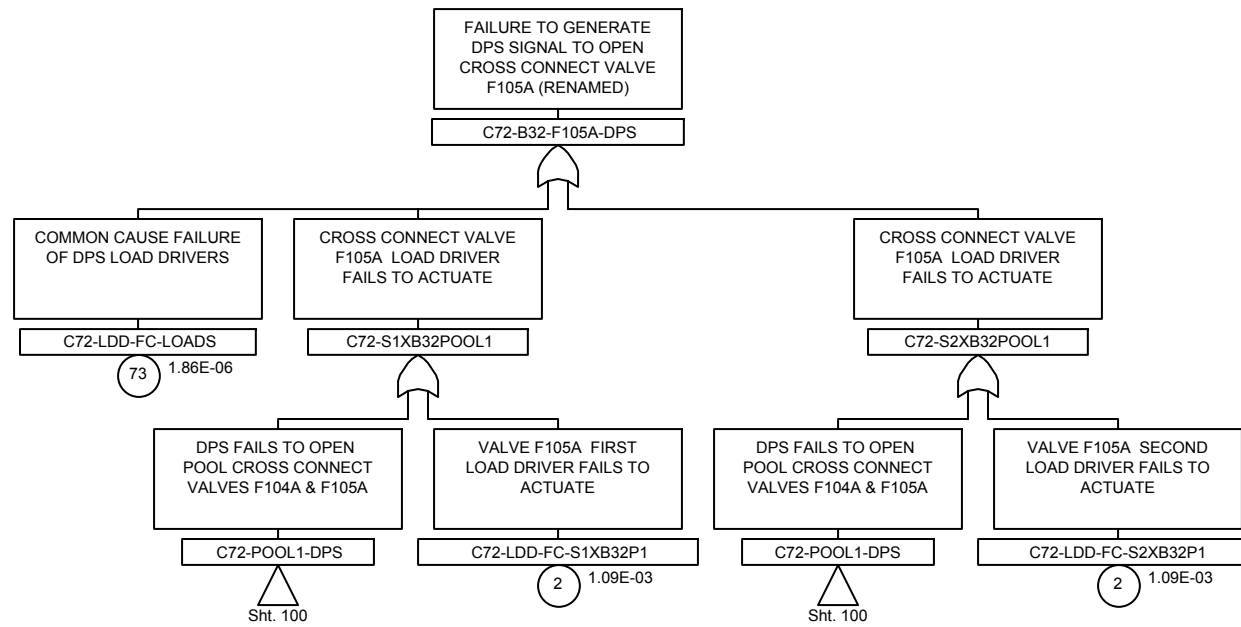 FAILURE TO GENERATE
DPS SIGNAL TO OPEN
CROSS CONNECT VALVE
F105A (RENAMED)
C72-B32-F105A-DPS
COMMON CAUSE FAILURE
OF DPS LOAD DRIVERS
C72-LDD-FC-LOADS
73
1.86E-06
CROSS CONNECT VALVE
F105A LOAD DRIVER
FAILS TO ACTUATE
C72-S1XB32POOL1
CROSS CONNECT VALVE
F105A LOAD DRIVER
FAILS TO ACTUATE
C72-S2XB32POOL1
DPS FAILS TO OPEN
POOL CROSS CONNECT
VALVES F104A & F105A
C72-POOL1-DPS
Sht. 100
VALVE F105A FIRST
LOAD DRIVER FAILS TO
ACTUATE
C72-LDD-FC-S1XB32P1
2
1.09E-03
DPS FAILS TO OPEN
POOL CROSS CONNECT
VALVES F104A & F105A
C72-POOL1-DPS
Sht. 100
VALVE F105A SECOND
LOAD DRIVER FAILS TO
ACTUATE
C72-LDD-FC-S2XB32P1
2
1.09E-03